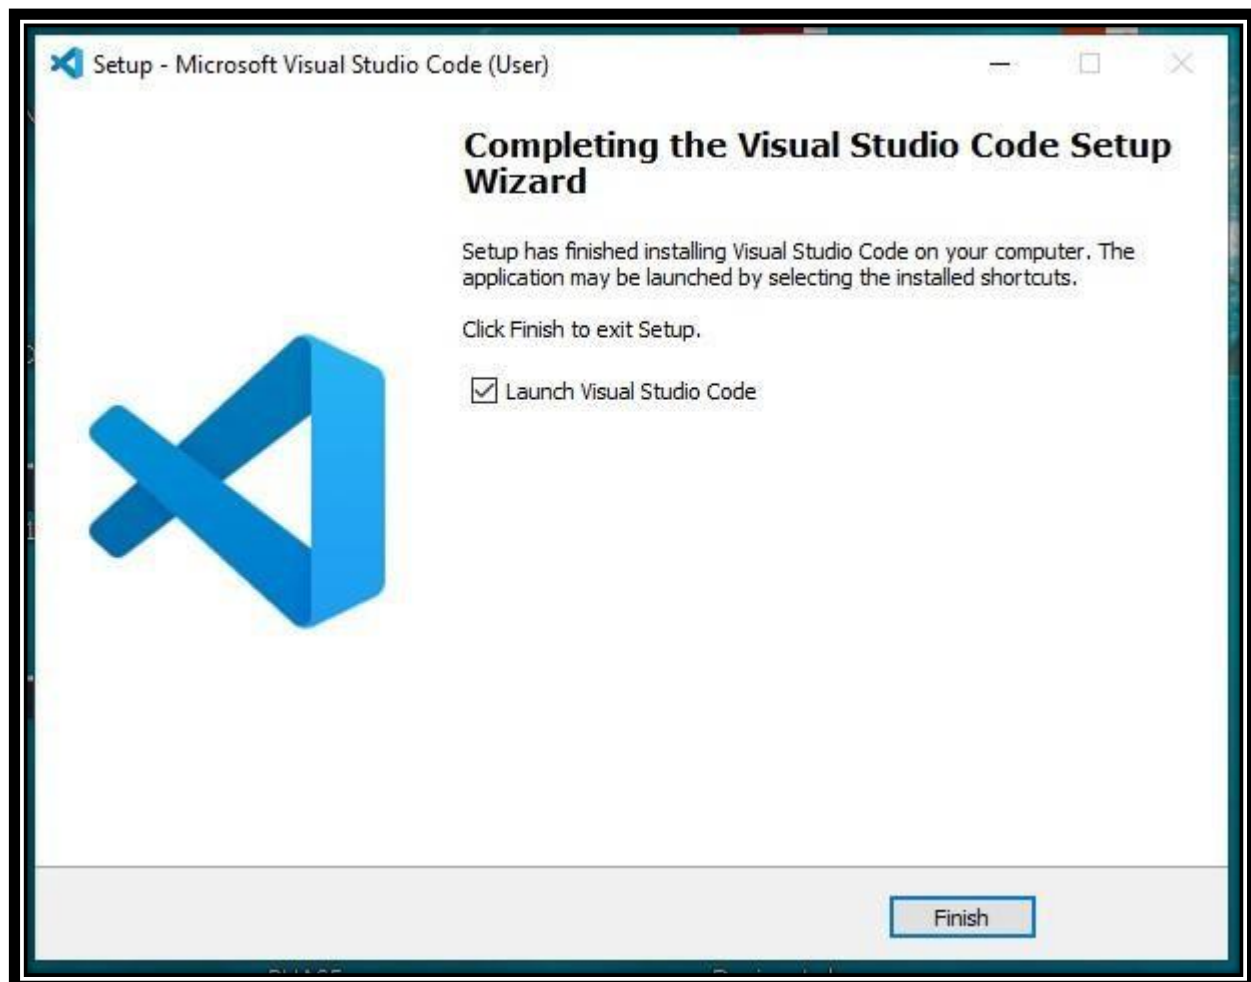 Setup - Microsoft Visual Studio Code (User)
Completing the Visual Studio Code Setup
Wizard
Setup has finished installing Visual Studio Code on your computer. The
application may be launched by selecting the installed shortcuts.
Click Finish to exit Setup.
Launch Visual Studio Code
Finish